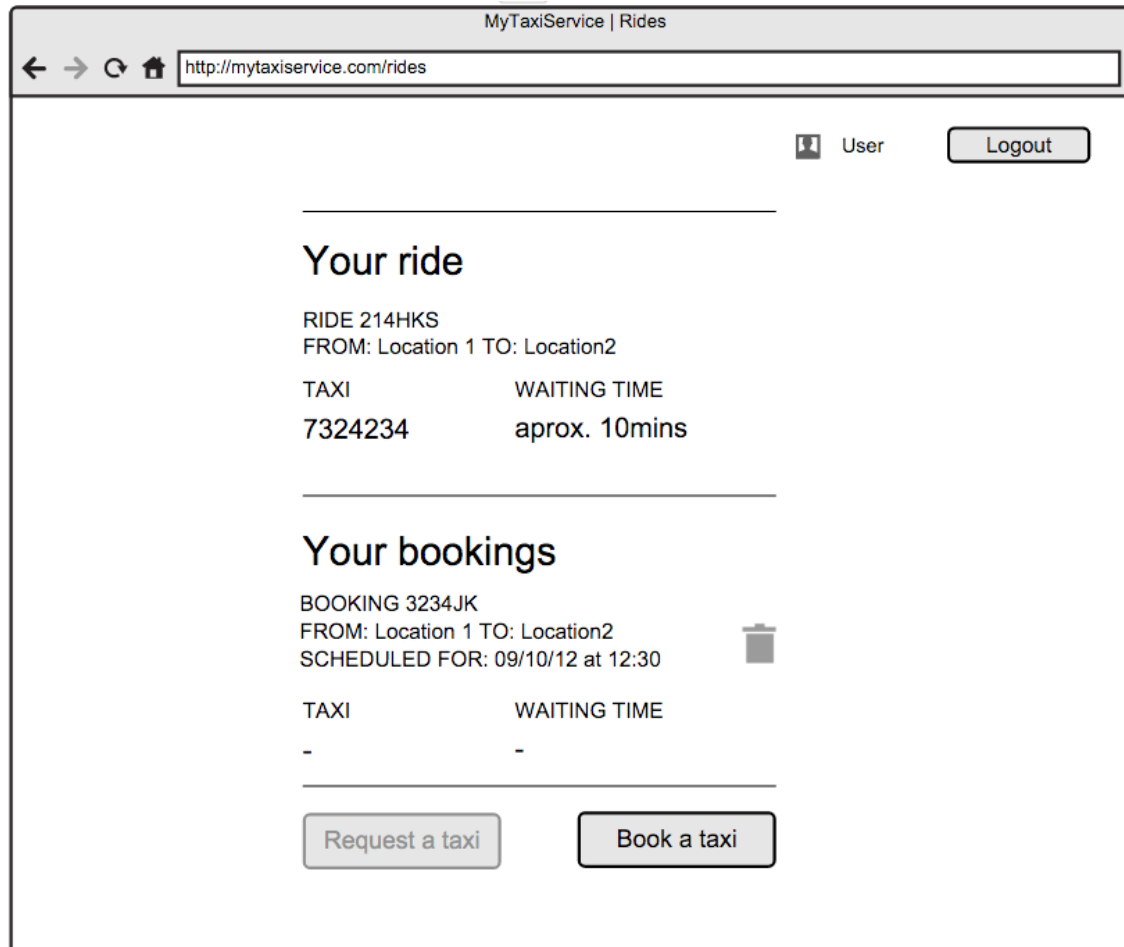 MyTaxiService | Rides
http://mytaxiservice.com/rides
User Logout
Your ride
RIDE 214HKS
FROM: Location 1 TO: Location2
TAXI WAITING TIME
7324234 aprox. 10mins
Your bookings
BOOKING 3234JK
FROM: Location 1 TO: Location2
SCHEDULED FOR: 09/10/12 at 12:30
TAXI WAITING TIME
- -
Request a taxi Book a taxi